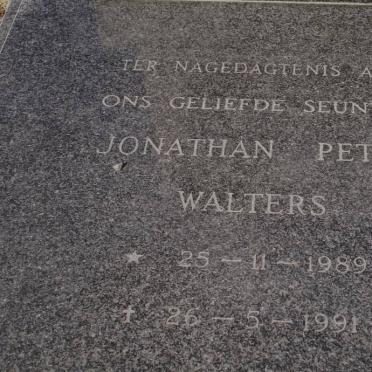 TER NAGEDAGTENIS A
ONS GELIEFDE SEUN
JONATHAN PET
WALTERS
★ 25-11-1989
✝ 26-5-1991